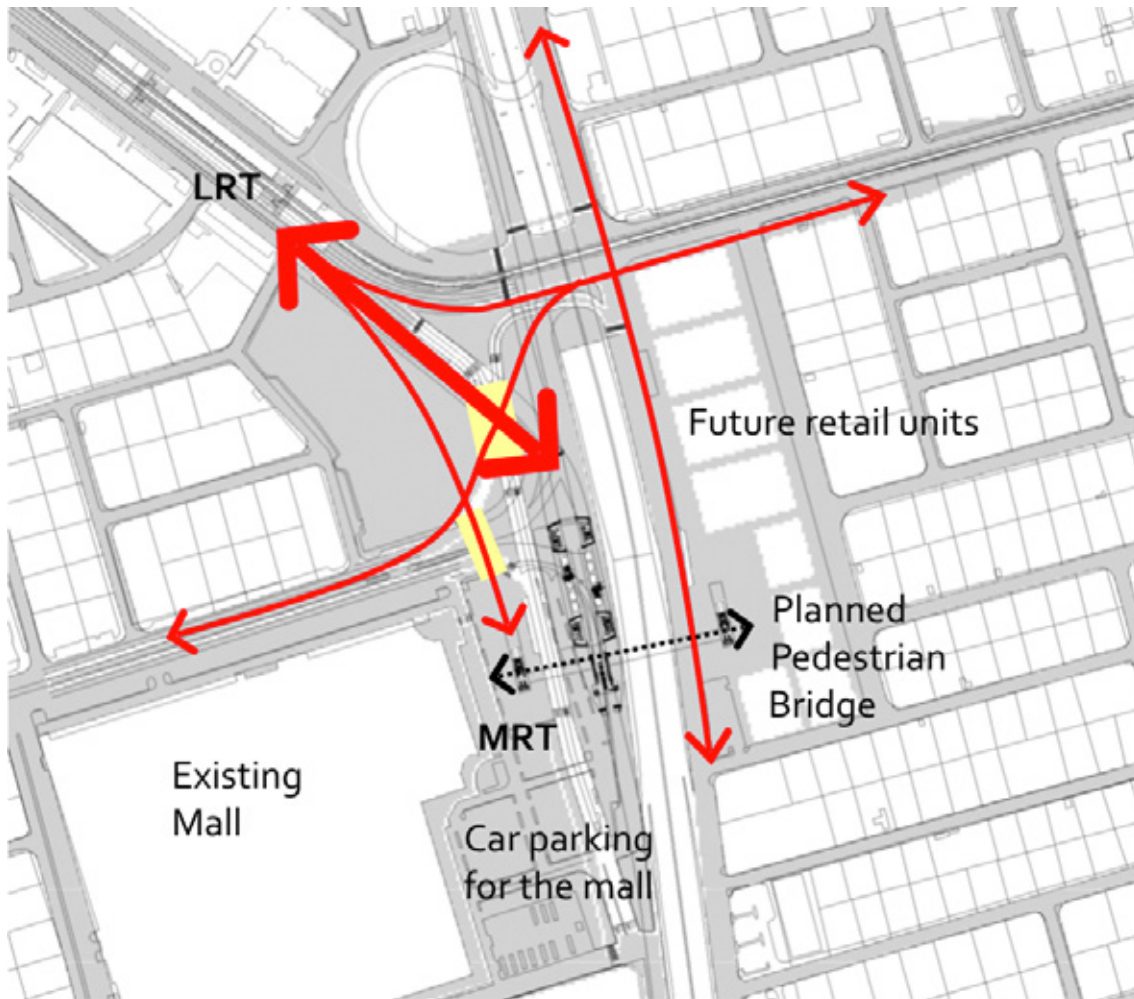 LRT
Future retail units
Planned
Pedestrian
Bridge
MRT
Existing
Mall
Car parking
for the mall